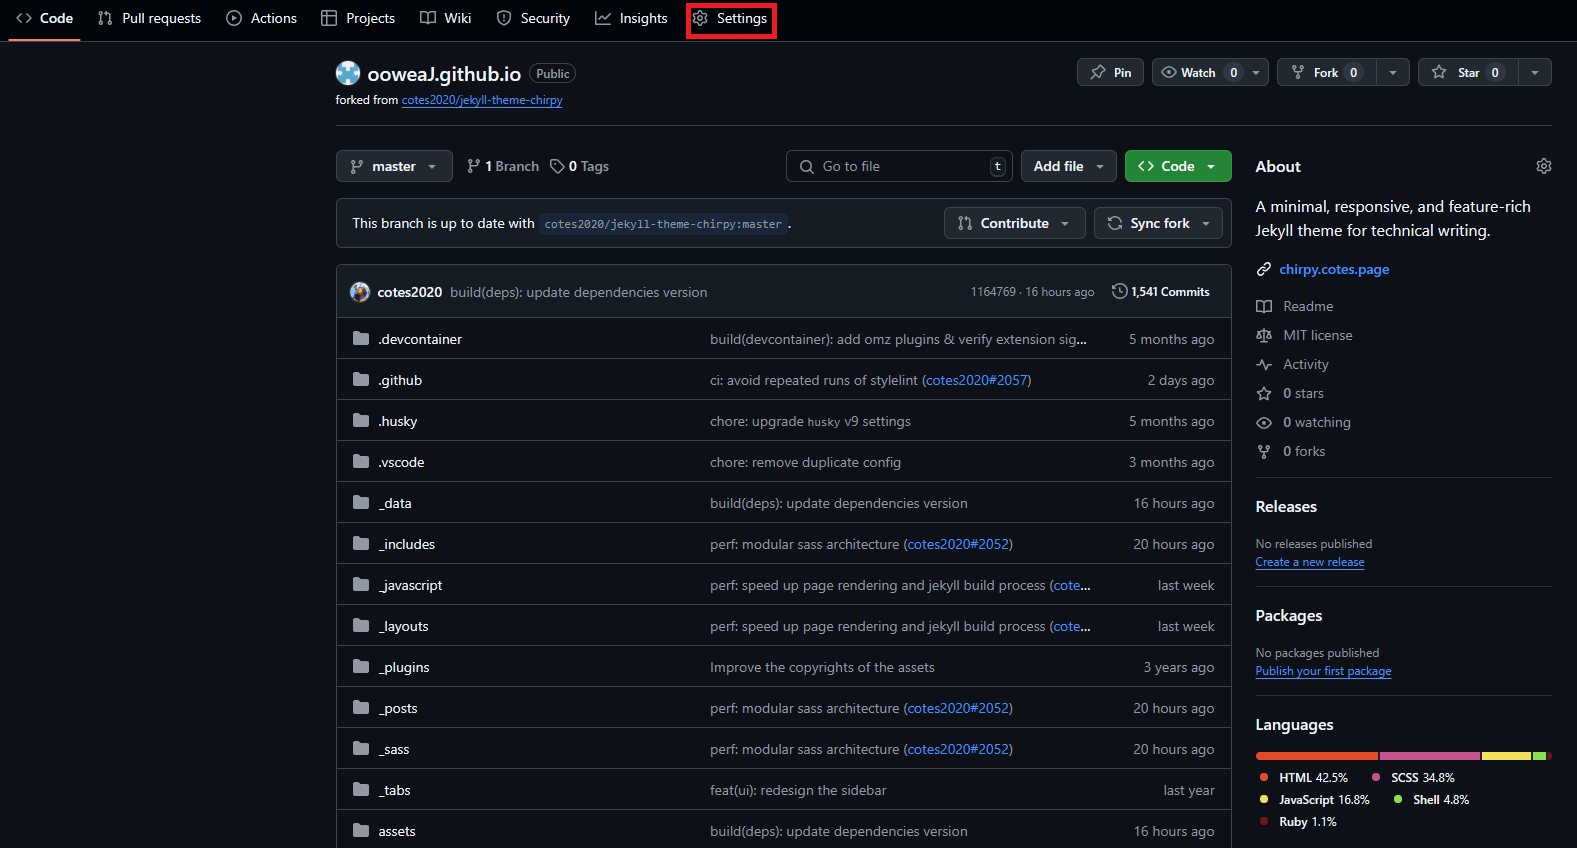 Code Pull requests Actions Projects Wiki Security Insights Settings
ooweaJ.github.io Public
Pin Watch 0 Fork 0 Star 0
forked from cotes2020/jekyll-theme-chirpy
master 1 Branch 0 Tags Go to file t Add file Code
This branch is up to date with cotes2020/jekyll-theme-chirpy:master .
Contribute Sync fork
cotes2020 build(deps): update dependencies version 1164769 · 16 hours ago 1,541 Commits
.devcontainer build(devcontainer): add omz plugins & verify extension sig... 5 months ago
.github ci: avoid repeated runs of stylelint (cotes2020#2057) 2 days ago
.husky chore: upgrade husky v9 settings 5 months ago
.vscode chore: remove duplicate config 3 months ago
_data build(deps): update dependencies version 16 hours ago
_includes perf: modular sass architecture (cotes2020#2052) 20 hours ago
_javascript perf: speed up page rendering and jekyll build process (cote... last week
_layouts perf: speed up page rendering and jekyll build process (cote... last week
_plugins Improve the copyrights of the assets 3 years ago
_posts perf: modular sass architecture (cotes2020#2052) 20 hours ago
_sass perf: modular sass architecture (cotes2020#2052) 20 hours ago
_tabs feat(ui): redesign the sidebar last year
assets build(deps): update dependencies version 16 hours ago
About
A minimal, responsive, and feature-rich
Jekyll theme for technical writing.
chirpy.cotes.page
Readme
MIT license
Activity
0 stars
0 watching
0 forks
Releases
No releases published
Create a new release
Packages
No packages published
Publish your first package
Languages
HTML 42.5% SCSS 34.8%
JavaScript 16.8% Shell 4.8%
Ruby 1.1%